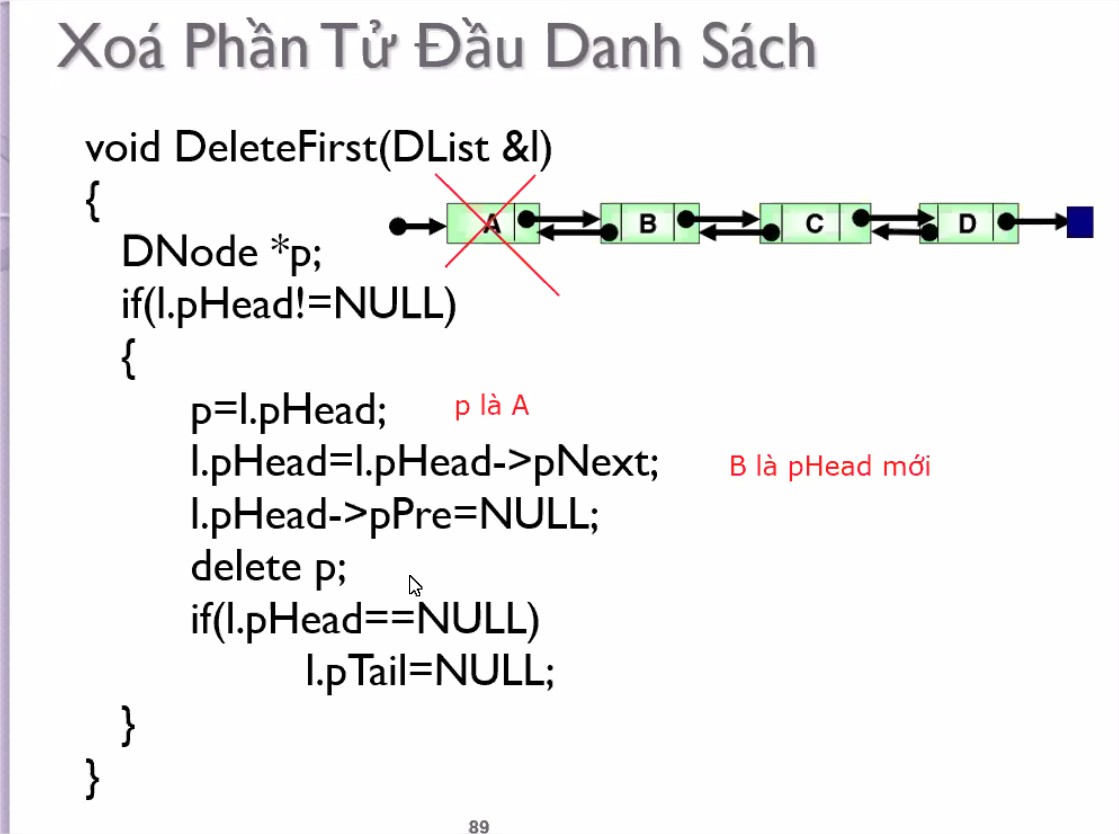 Xoá Phần Tử Đầu Danh Sách
void DeleteFirst(DList &l)
{
A B C D
DNode *p;
if(l.pHead!=NULL)
{
p=l.pHead; p là A
l.pHead=l.pHead->pNext; B là pHead mới
l.pHead->pPre=NULL;
delete p;
if(l.pHead==NULL)
l.pTail=NULL;
}
}
89